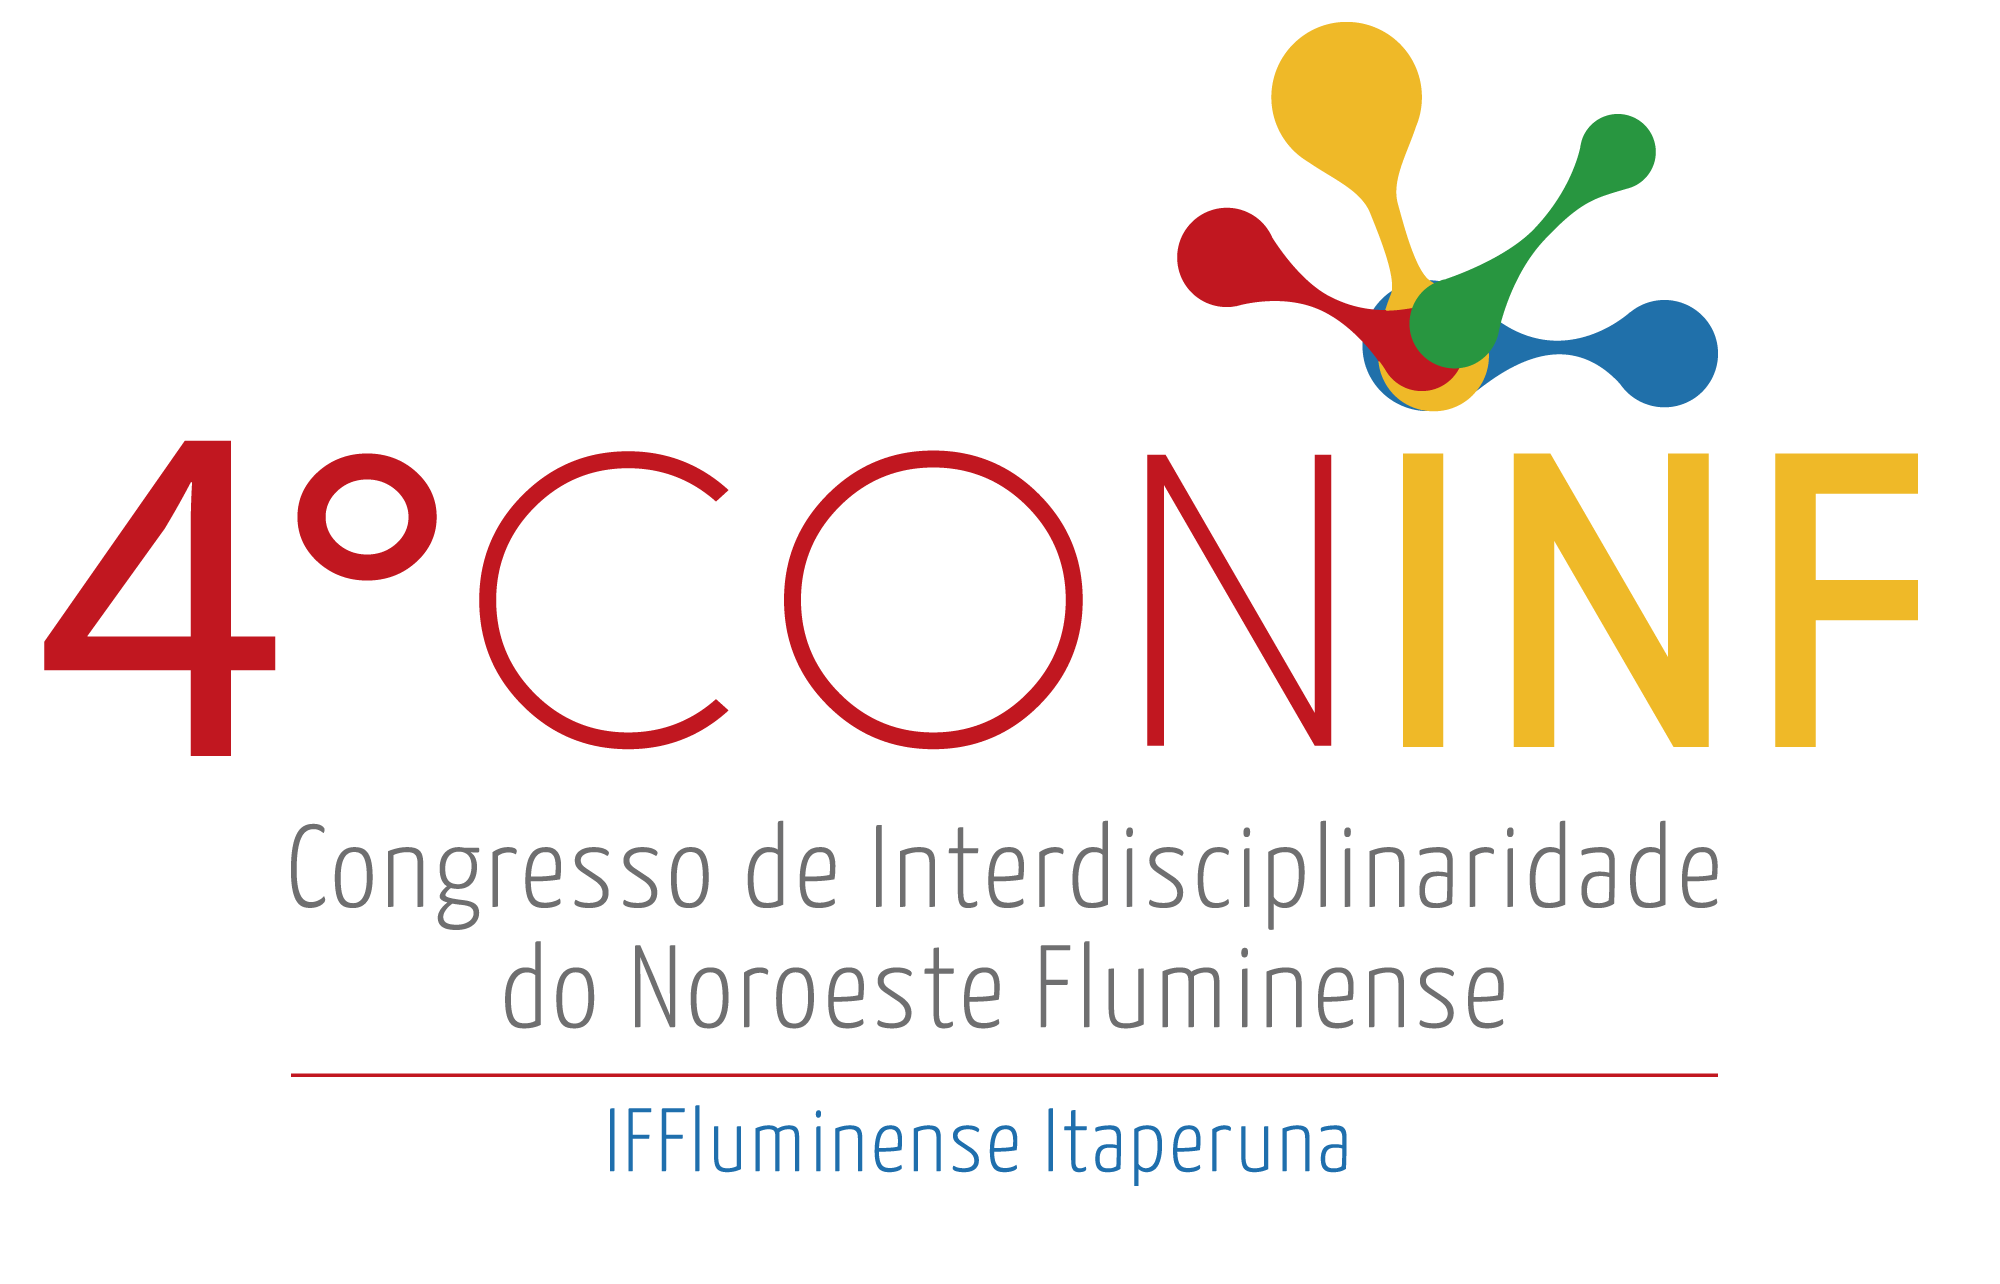 4°CONINF
Congresso de Interdisciplinaridade
do Noroeste Fluminense
IFFluminense Itaperuna